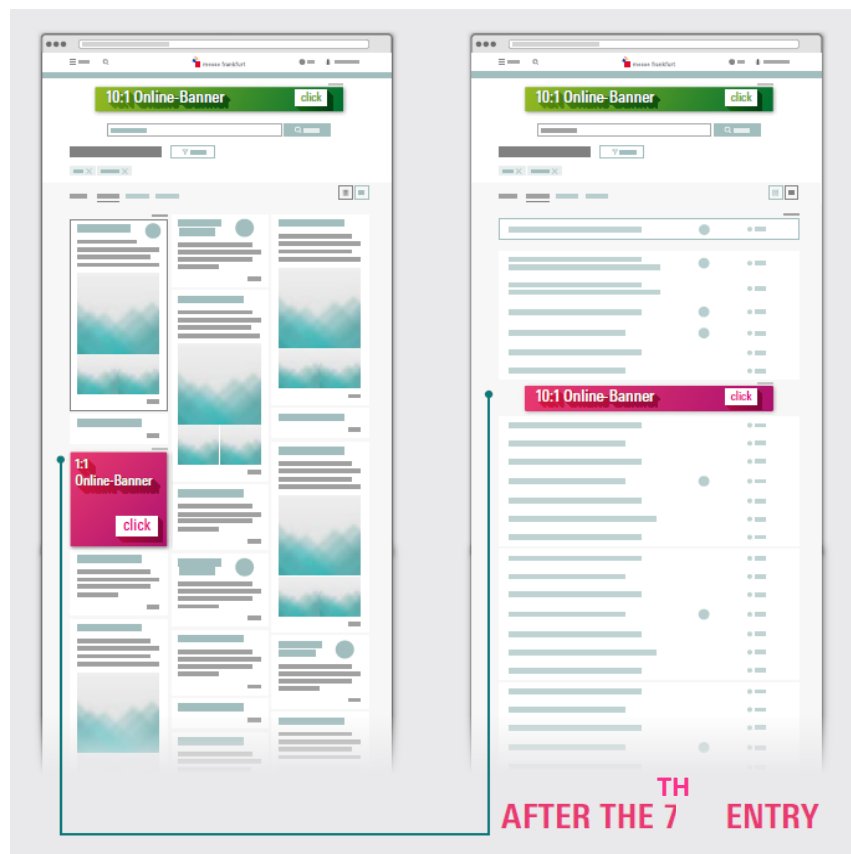 messe frankfurt
10:1 Online-Banner click
1:1
Online-Banner
click
messe frankfurt
10:1 Online-Banner click
10:1 Online-Banner click
AFTER THE 7TH ENTRY